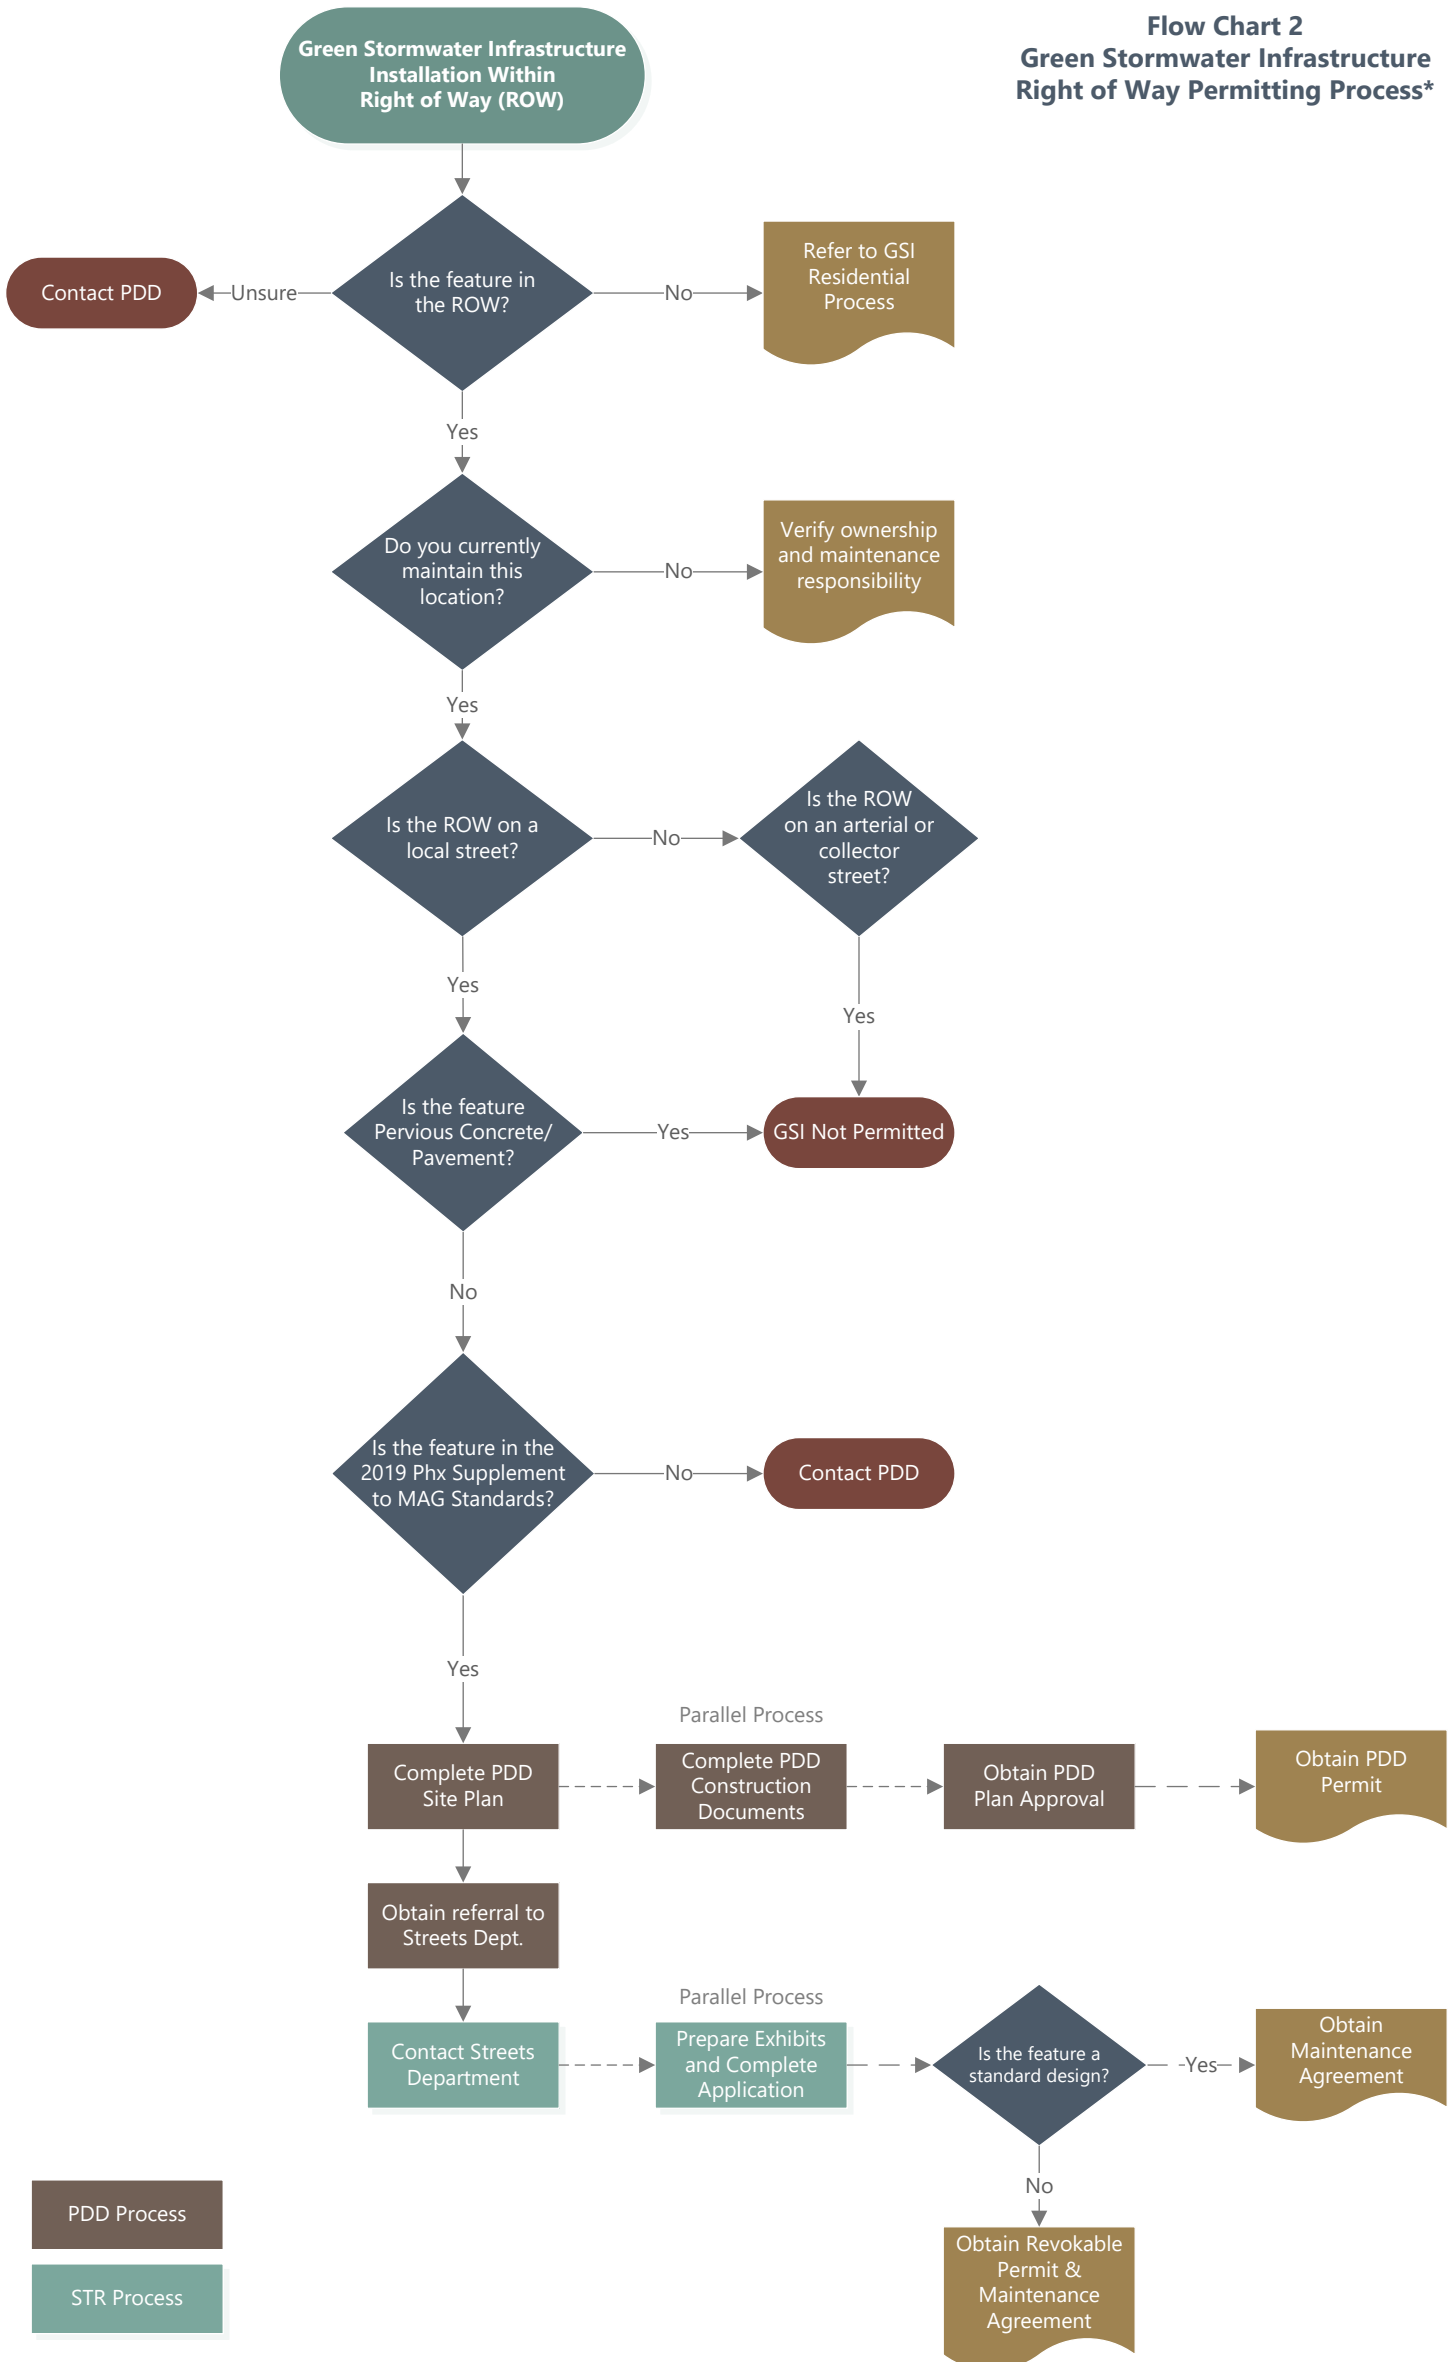 Flow Chart 2
Green Stormwater Infrastructure
Right of Way Permitting Process*
Green Stormwater Infrastructure
Installation Within
Right of Way (ROW)
Is the feature in
the ROW?
Unsure
Contact PDD
No
Refer to GSI
Residential
Process
Yes
Do you currently
maintain this
location?
No
Verify ownership
and maintenance
responsibility
Yes
Is the ROW on a
local street?
No
Is the ROW
on an arterial or
collector
street?
Yes
Yes
Is the feature
Pervious Concrete/
Pavement?
Yes
GSI Not Permitted
No
Is the feature in the
2019 Phx Supplement
to MAG Standards?
No
Contact PDD
Yes
Parallel Process
Complete PDD
Site Plan
Complete PDD
Construction
Documents
Obtain PDD
Plan Approval
Obtain PDD
Permit
Obtain referral to
Streets Dept.
Parallel Process
Contact Streets
Department
Prepare Exhibits
and Complete
Application
Is the feature a
standard design?
Yes
Obtain
Maintenance
Agreement
No
Obtain Revokable
Permit &
Maintenance
Agreement
PDD Process
STR Process